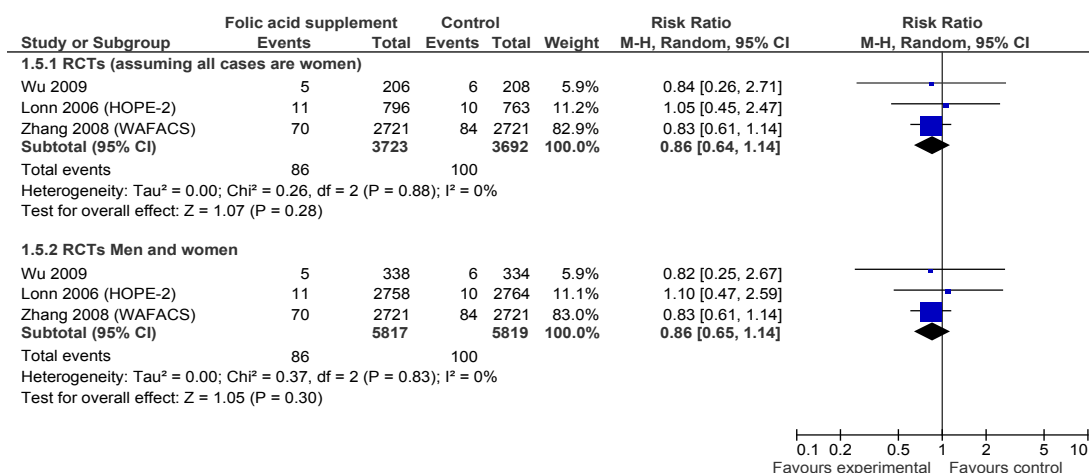 Folic acid supplement Control Risk Ratio Risk Ratio
Study or Subgroup Events Total Events Total Weight M-H, Random, 95% CI M-H, Random, 95% CI
1.5.1 RCTs (assuming all cases are women)
Wu 2009 5 206 6 208 5.9% 0.84 [0.26, 2.71]
Lonn 2006 (HOPE-2) 11 796 10 763 11.2% 1.05 [0.45, 2.47]
Zhang 2008 (WAFACS) 70 2721 84 2721 82.9% 0.83 [0.61, 1.14]
Subtotal (95% CI) 3723 3692 100.0% 0.86 [0.64, 1.14]
Total events 86 100
Heterogeneity: Tau² = 0.00; Chi² = 0.26, df = 2 (P = 0.88); I² = 0%
Test for overall effect: Z = 1.07 (P = 0.28)
1.5.2 RCTs Men and women
Wu 2009 5 338 6 334 5.9% 0.82 [0.25, 2.67]
Lonn 2006 (HOPE-2) 11 2758 10 2764 11.1% 1.10 [0.47, 2.59]
Zhang 2008 (WAFACS) 70 2721 84 2721 83.0% 0.83 [0.61, 1.14]
Subtotal (95% CI) 5817 5819 100.0% 0.86 [0.65, 1.14]
Total events 86 100
Heterogeneity: Tau² = 0.00; Chi² = 0.37, df = 2 (P = 0.83); I² = 0%
Test for overall effect: Z = 1.05 (P = 0.30)
0.1 0.2 0.5 1 2 5 10
Favours experimental Favours control